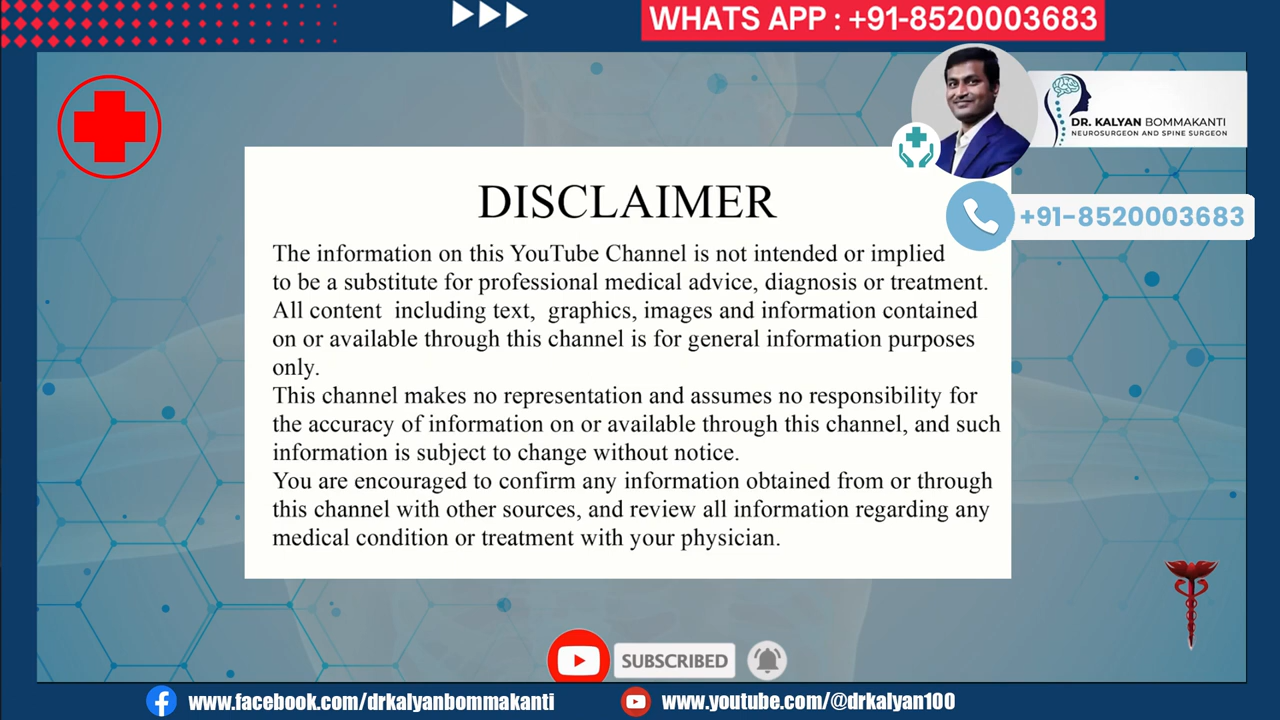 WHATS APP : +91-8520003683
DR. KALYAN BOMMAKANTI
NEUROSURGEON AND SPINE SURGEON
+91-8520003683
DISCLAIMER
The information on this YouTube Channel is not intended or implied
to be a substitute for professional medical advice, diagnosis or treatment.
All content including text, graphics, images and information contained
on or available through this channel is for general information purposes
only.
This channel makes no representation and assumes no responsibility for
the accuracy of information on or available through this channel, and such
information is subject to change without notice.
You are encouraged to confirm any information obtained from or through
this channel with other sources, and review all information regarding any
medical condition or treatment with your physician.
SUBSCRIBED
www.facebook.com/drkalyanbommakanti
www.youtube.com/@drkalyan100